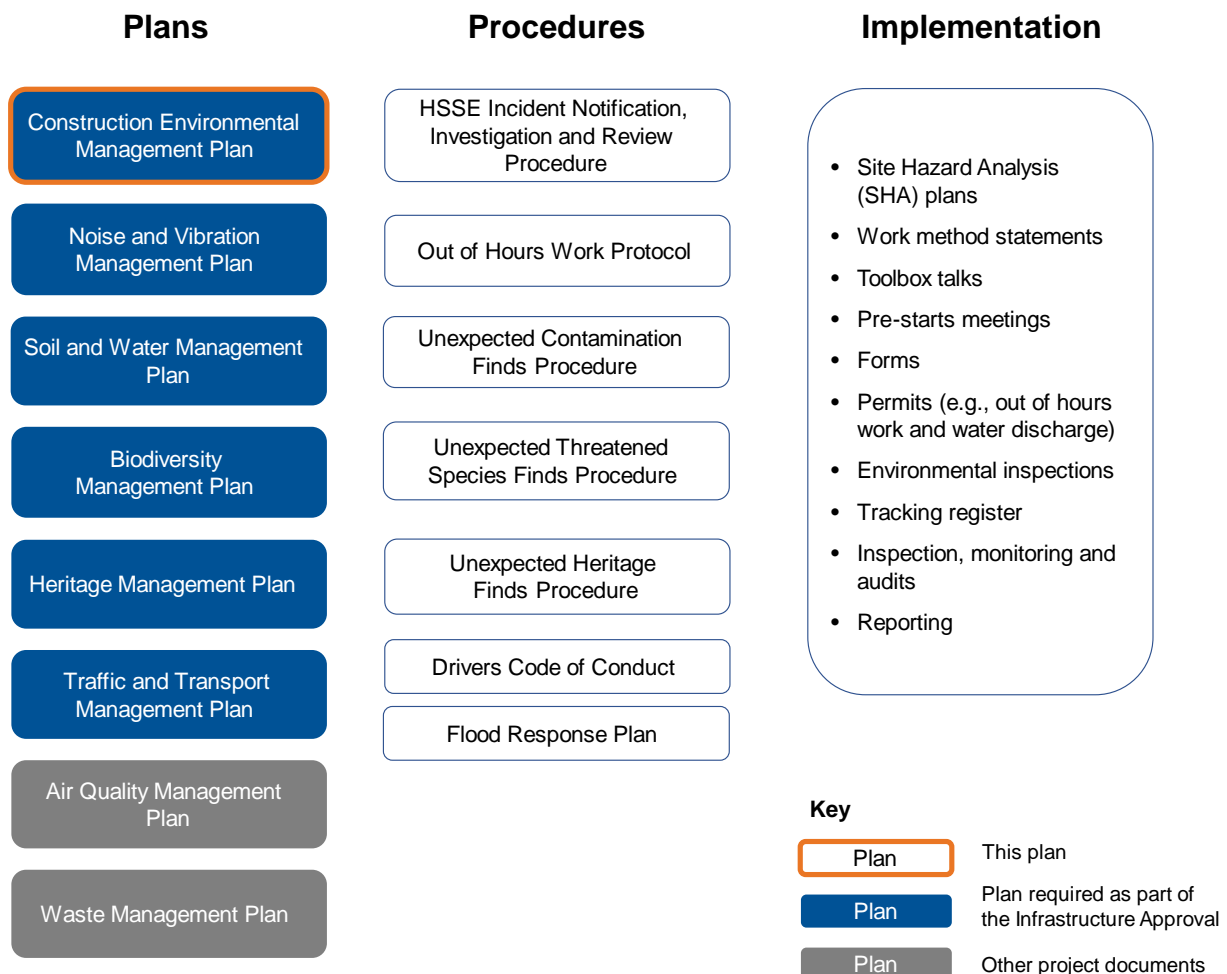 Plans
Procedures
Implementation
Construction Environmental
Management Plan
Noise and Vibration
Management Plan
Soil and Water Management
Plan
Biodiversity
Management Plan
Heritage Management Plan
Traffic and Transport
Management Plan
Air Quality Management
Plan
Waste Management Plan
HSSE Incident Notification,
Investigation and Review
Procedure
Out of Hours Work Protocol
Unexpected Contamination
Finds Procedure
Unexpected Threatened
Species Finds Procedure
Unexpected Heritage
Finds Procedure
Drivers Code of Conduct
Flood Response Plan
• Site Hazard Analysis
(SHA) plans
• Work method statements
• Toolbox talks
• Pre-starts meetings
• Forms
• Permits (e.g., out of hours
work and water discharge)
• Environmental inspections
• Tracking register
• Inspection, monitoring and
audits
• Reporting
Key
Plan
This plan
Plan
Plan required as part of
the Infrastructure Approval
Plan
Other project documents